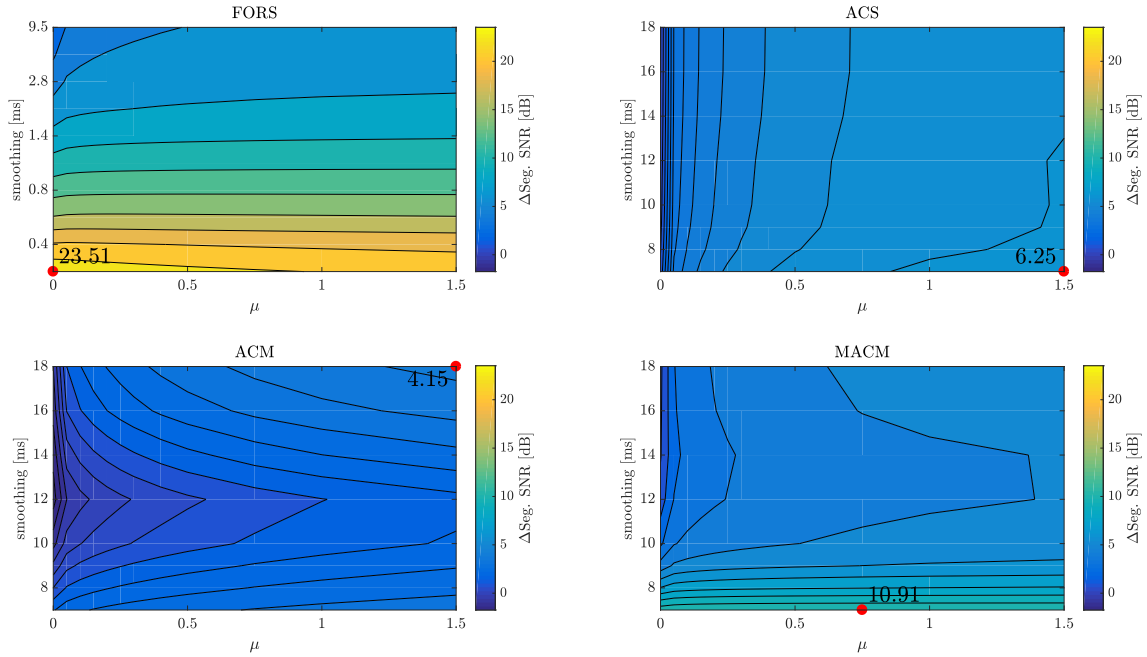 FORS
9.5
2.8
1.4
0.8
0.4
smoothing [ms]
23.51
0 0.5 1 1.5
μ
20
15
10
5
0
ΔSeg. SNR [dB]
ACS
18
16
14
12
10
8
smoothing [ms]
6.25
0 0.5 1 1.5
μ
20
15
10
5
0
ΔSeg. SNR [dB]
ACM
18
16
14
12
10
8
smoothing [ms]
4.15
0 0.5 1 1.5
μ
20
15
10
5
0
ΔSeg. SNR [dB]
MACM
18
16
14
12
10
8
smoothing [ms]
10.91
0 0.5 1 1.5
μ
20
15
10
5
0
ΔSeg. SNR [dB]